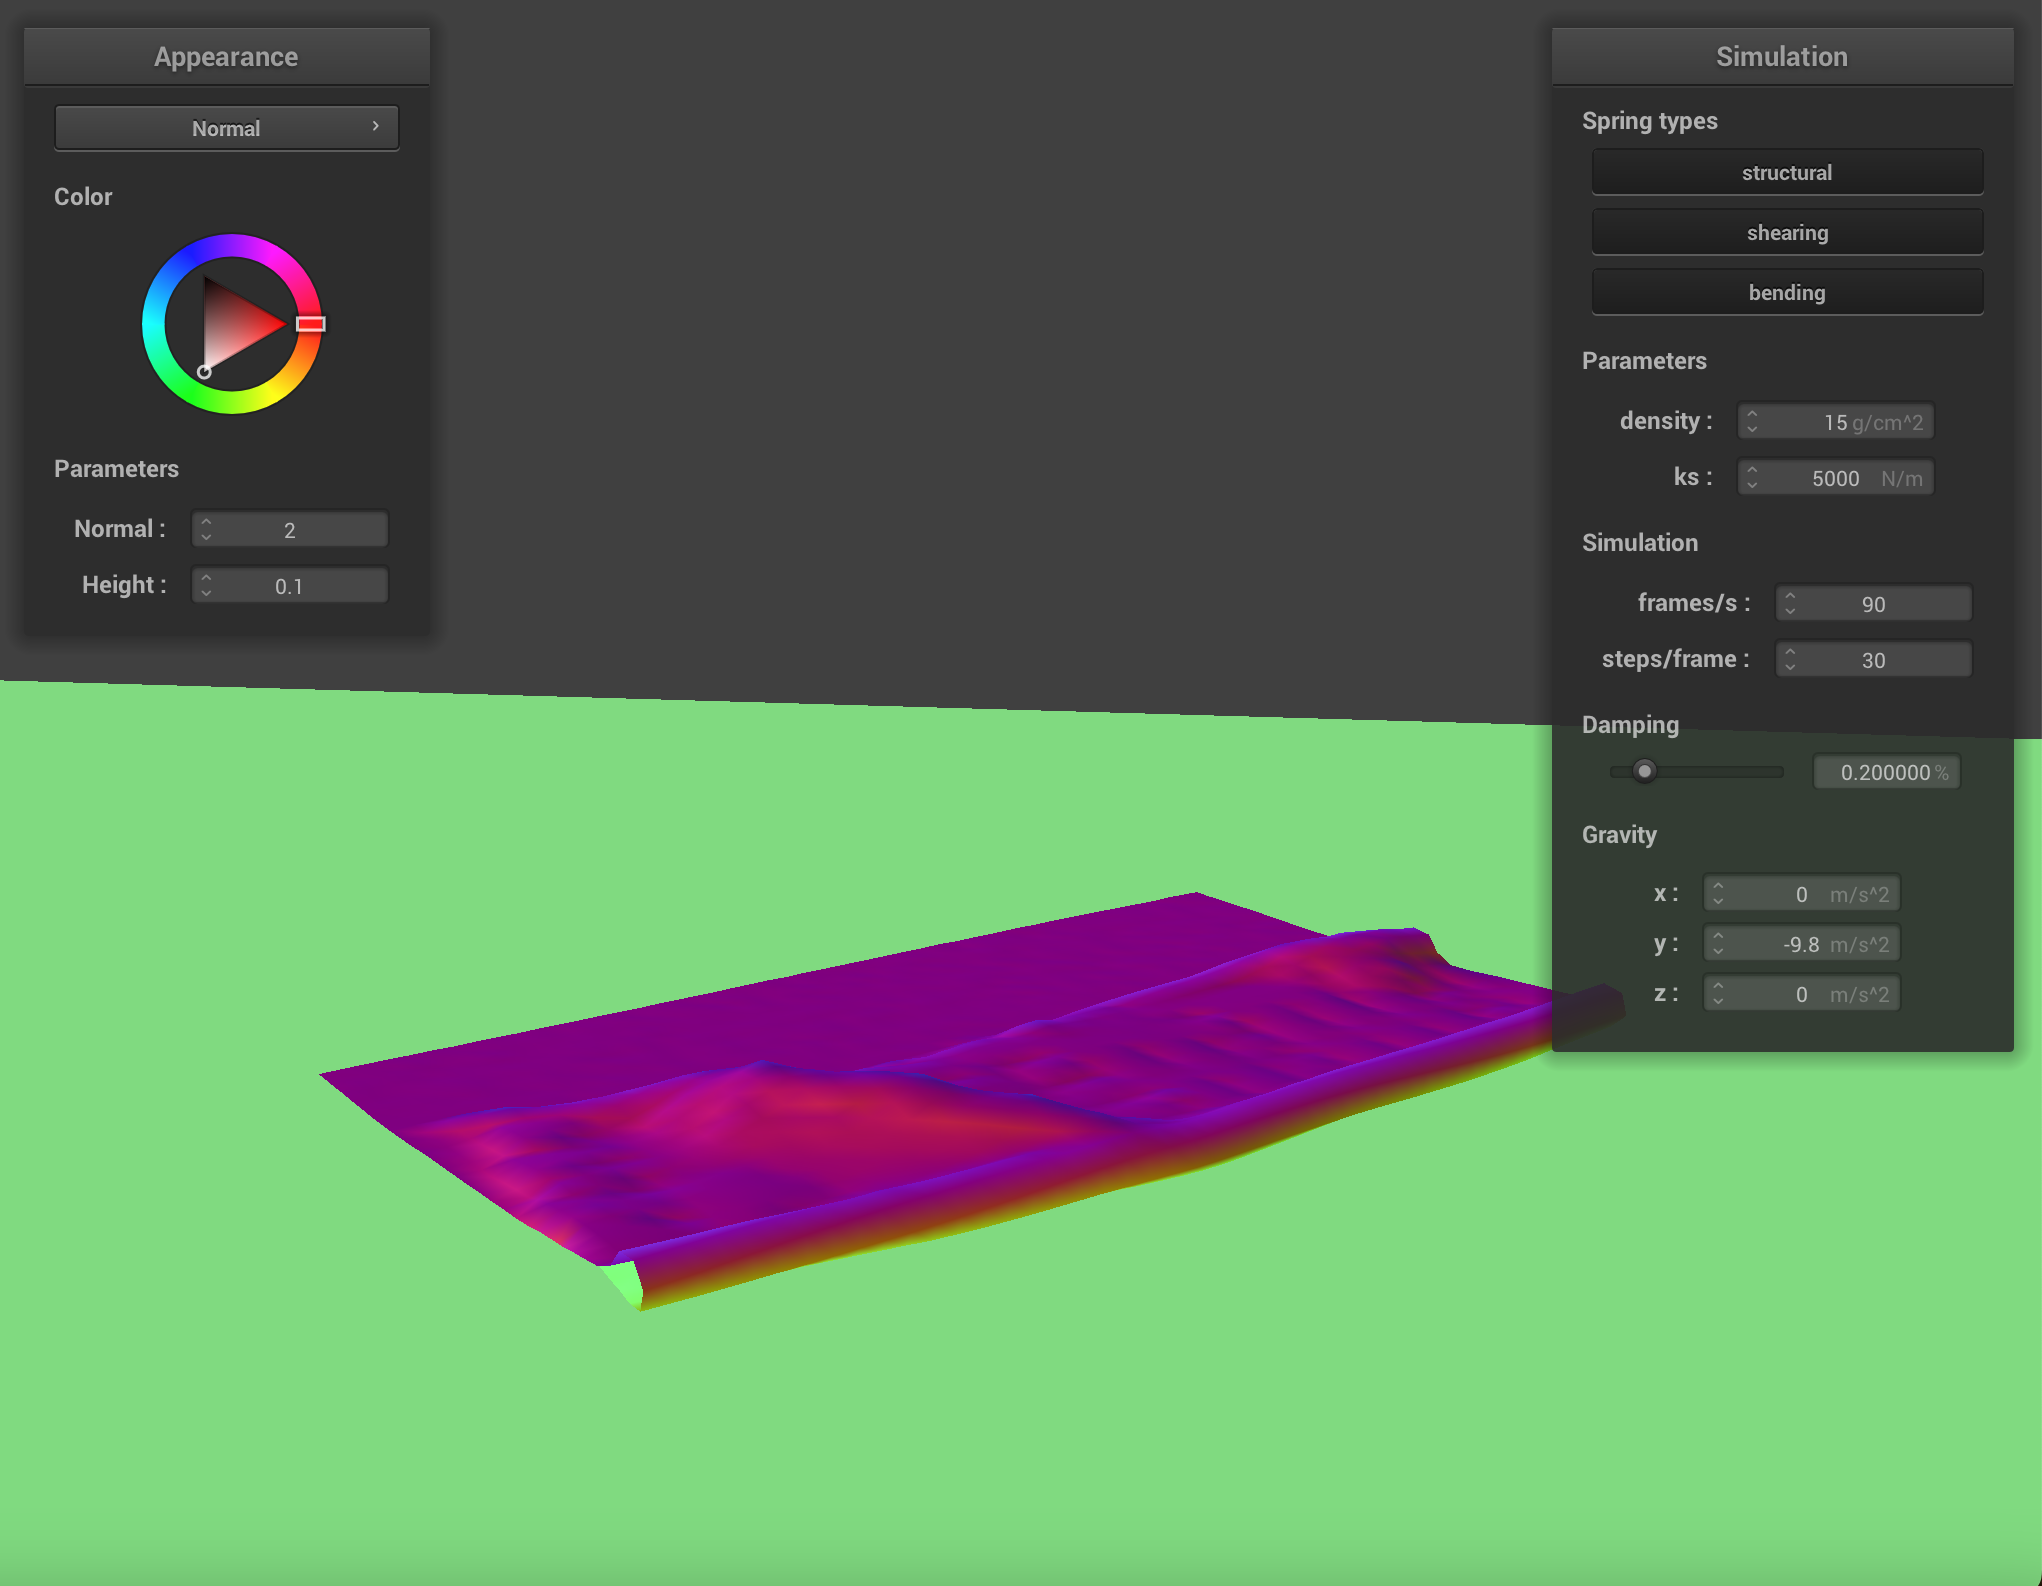 Appearance
Normal
Color
Parameters
Normal : 2
Height : 0.1
Simulation
Spring types
structural
shearing
bending
Parameters
density : 15 g/cm^2
ks : 5000 N/m
Simulation
frames/s : 90
steps/frame : 30
Damping
0.200000 %
Gravity
x : 0 m/s^2
y : -9.8 m/s^2
z : 0 m/s^2